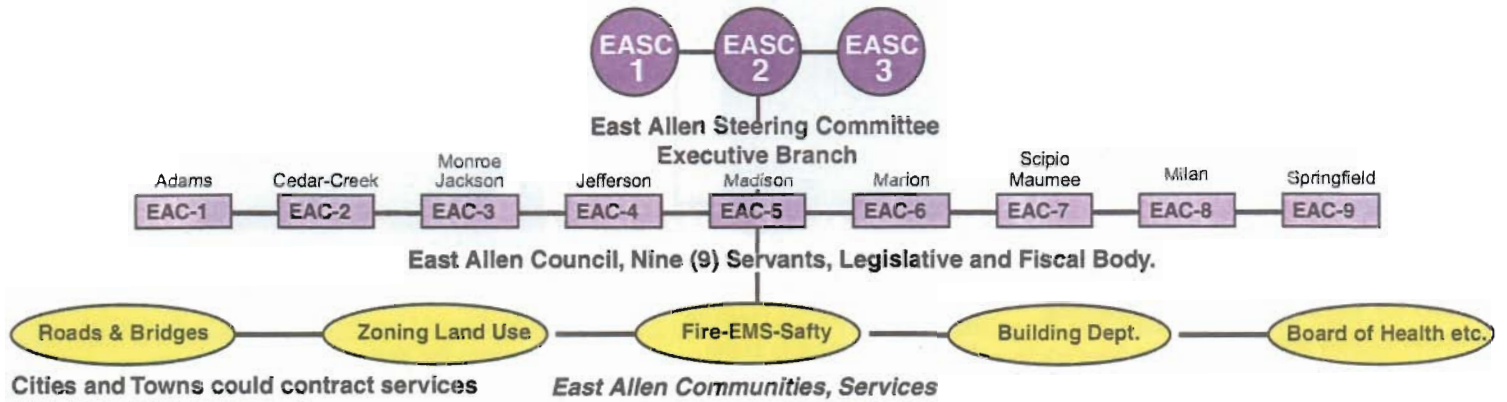 EASC 1 EASC 2 EASC 3
East Allen Steering Committee
Executive Branch
Adams Cedar-Creek Monroe Jackson Jefferson Madison Marion Scipio Maumee Milan Springfield
EAC-1 EAC-2 EAC-3 EAC-4 EAC-5 EAC-6 EAC-7 EAC-8 EAC-9
East Allen Council, Nine (9) Servants, Legislative and Fiscal Body.
Roads & Bridges Zoning Land Use Fire-EMS-Safty Building Dept. Board of Health etc.)
Cities and Towns could contract services East Allen Communities, Services